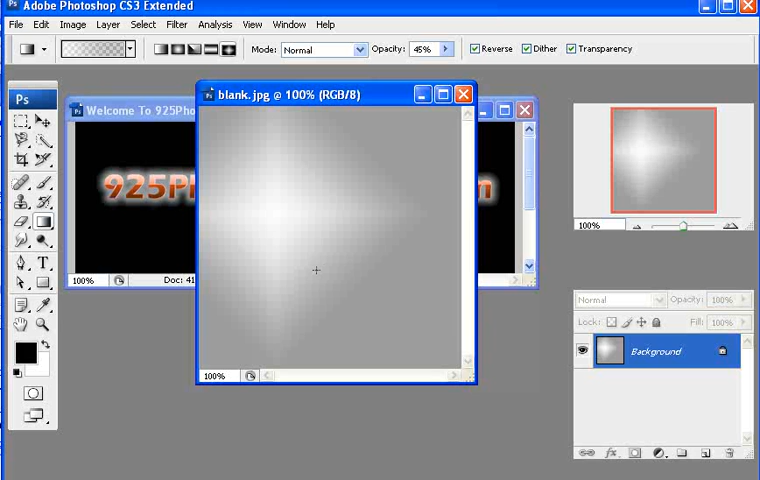 Adobe Photoshop CS3 Extended
File Edit Image Layer Select Filter Analysis View Window Help
Mode: Normal Opacity: 45% Reverse Dither Transparency
Ps
Welcome To 925Pho
blank.jpg @ 100% (RGB/8)
925Ph
m
100% Doc: 41
100%
100%
Normal Opacity: 100%
Lock: Fill: 100%
Background
T
fx